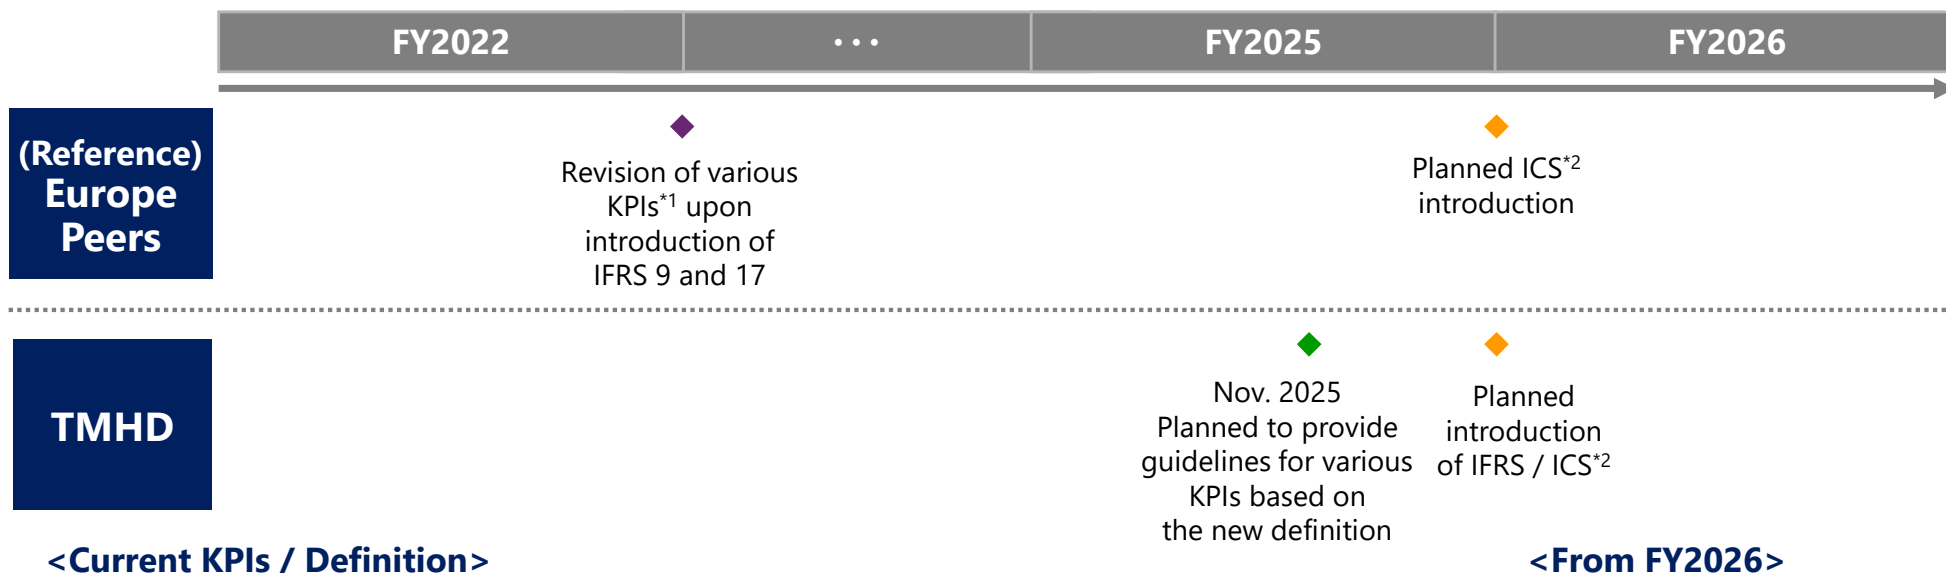 FY2022
···
FY2025
FY2026
(Reference)
Europe
Peers
Revision of various
KPIs*1 upon
introduction of
IFRS 9 and 17
Planned ICS*2
introduction
TMHD
Nov. 2025
Planned to provide
guidelines for various
KPIs based on
the new definition
Planned
introduction
of IFRS / ICS*2
<Current KPIs / Definition>
<From FY2026>